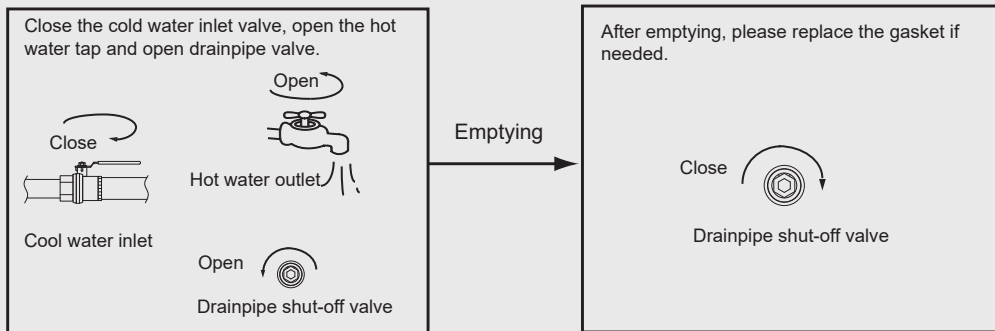 Close the cold water inlet valve, open the hot
water tap and open drainpipe valve.
Open
Close
Hot water outlet
Cool water inlet
Open
Drainpipe shut-off valve
Emptying
After emptying, please replace the gasket if
needed.
Close
Drainpipe shut-off valve